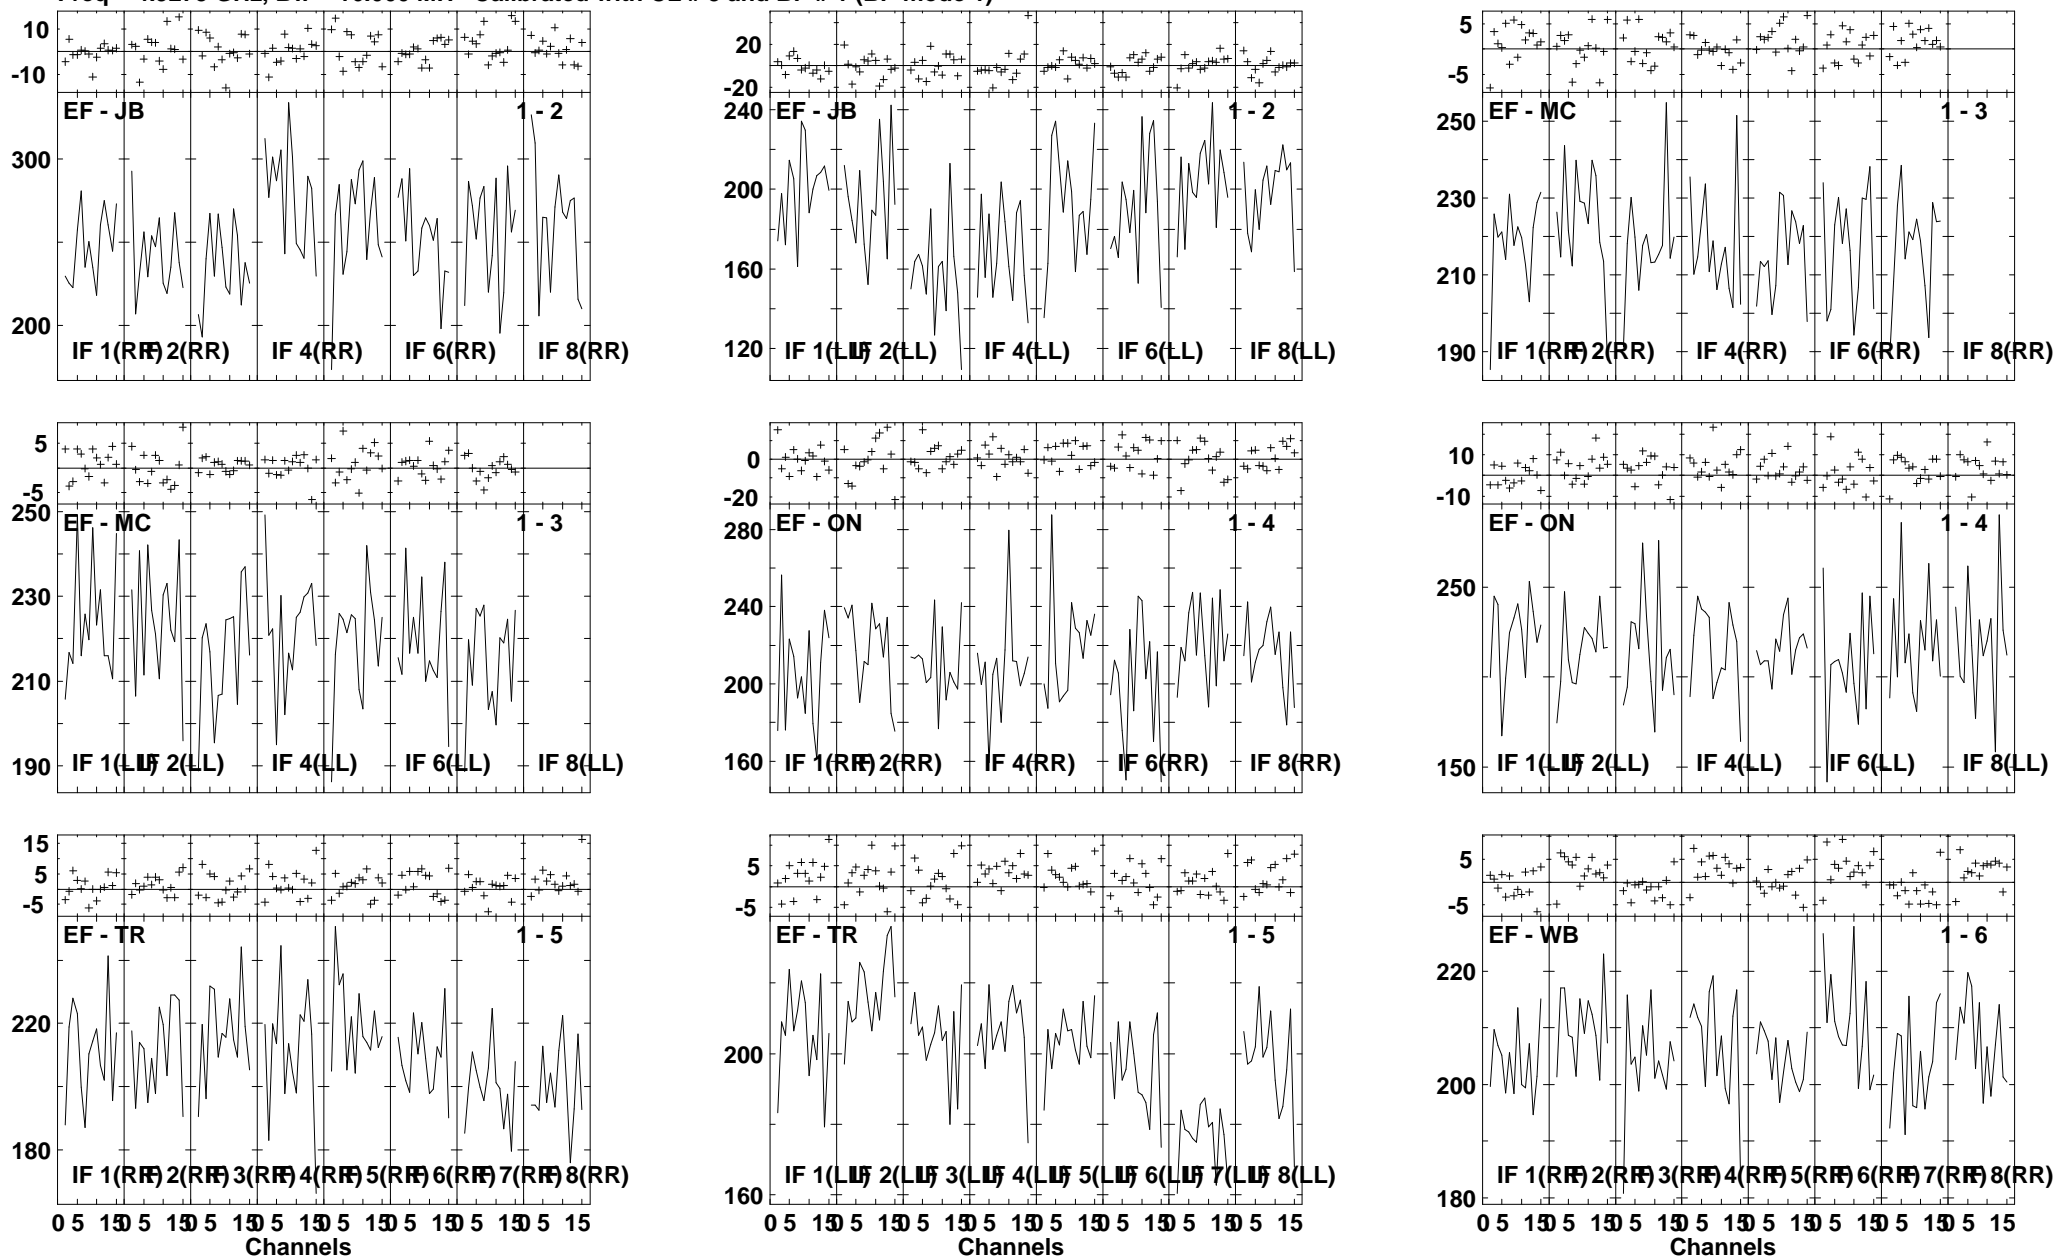 10
-10
EF - JB
1 - 2
300
200
IF 1(RR)
IF 2(RR)
IF 4(RR)
IF 6(RR)
IF 8(RR)
20
-20
EF - JB
1 - 2
240
200
160
120
IF 1(LL)
IF 2(LL)
IF 4(LL)
IF 6(LL)
IF 8(LL)
5
-5
EF - MC
1 - 3
250
230
210
190
IF 1(RR)
IF 2(RR)
IF 4(RR)
IF 6(RR)
IF 8(RR)
5
-5
250
EF - MC
1 - 3
230
210
190
IF 1(LL)
IF 2(LL)
IF 4(LL)
IF 6(LL)
IF 8(LL)
0
-20
EF - ON
1 - 4
280
240
200
160
IF 1(RR)
IF 2(RR)
IF 4(RR)
IF 6(RR)
IF 8(RR)
10
-10
EF - ON
1 - 4
250
150
IF 1(LL)
IF 2(LL)
IF 4(LL)
IF 6(LL)
IF 8(LL)
15
5
-5
EF - TR
1 - 5
220
180
IF 1(RR)
IF 2(RR)
IF 3(RR)
IF 4(RR)
IF 5(RR)
IF 6(RR)
IF 7(RR)
IF 8(RR)
0 5 15 0 5 15 0 5 15 0 5 15 0 5 15 0 5 15 0 5 15 0 5 15
Channels
5
-5
EF - TR
1 - 5
200
160
IF 1(LL)
IF 2(LL)
IF 3(LL)
IF 4(LL)
IF 5(LL)
IF 6(LL)
IF 7(LL)
IF 8(LL)
0 5 15 0 5 15 0 5 15 0 5 15 0 5 15 0 5 15 0 5 15 0 5 15
Channels
5
-5
EF - WB
1 - 6
220
200
180
IF 1(RR)
IF 2(RR)
IF 3(RR)
IF 4(RR)
IF 5(RR)
IF 6(RR)
IF 7(RR)
IF 8(RR)
0 5 15 0 5 15 0 5 15 0 5 15 0 5 15 0 5 15 0 5 15 0 5 15
Channels